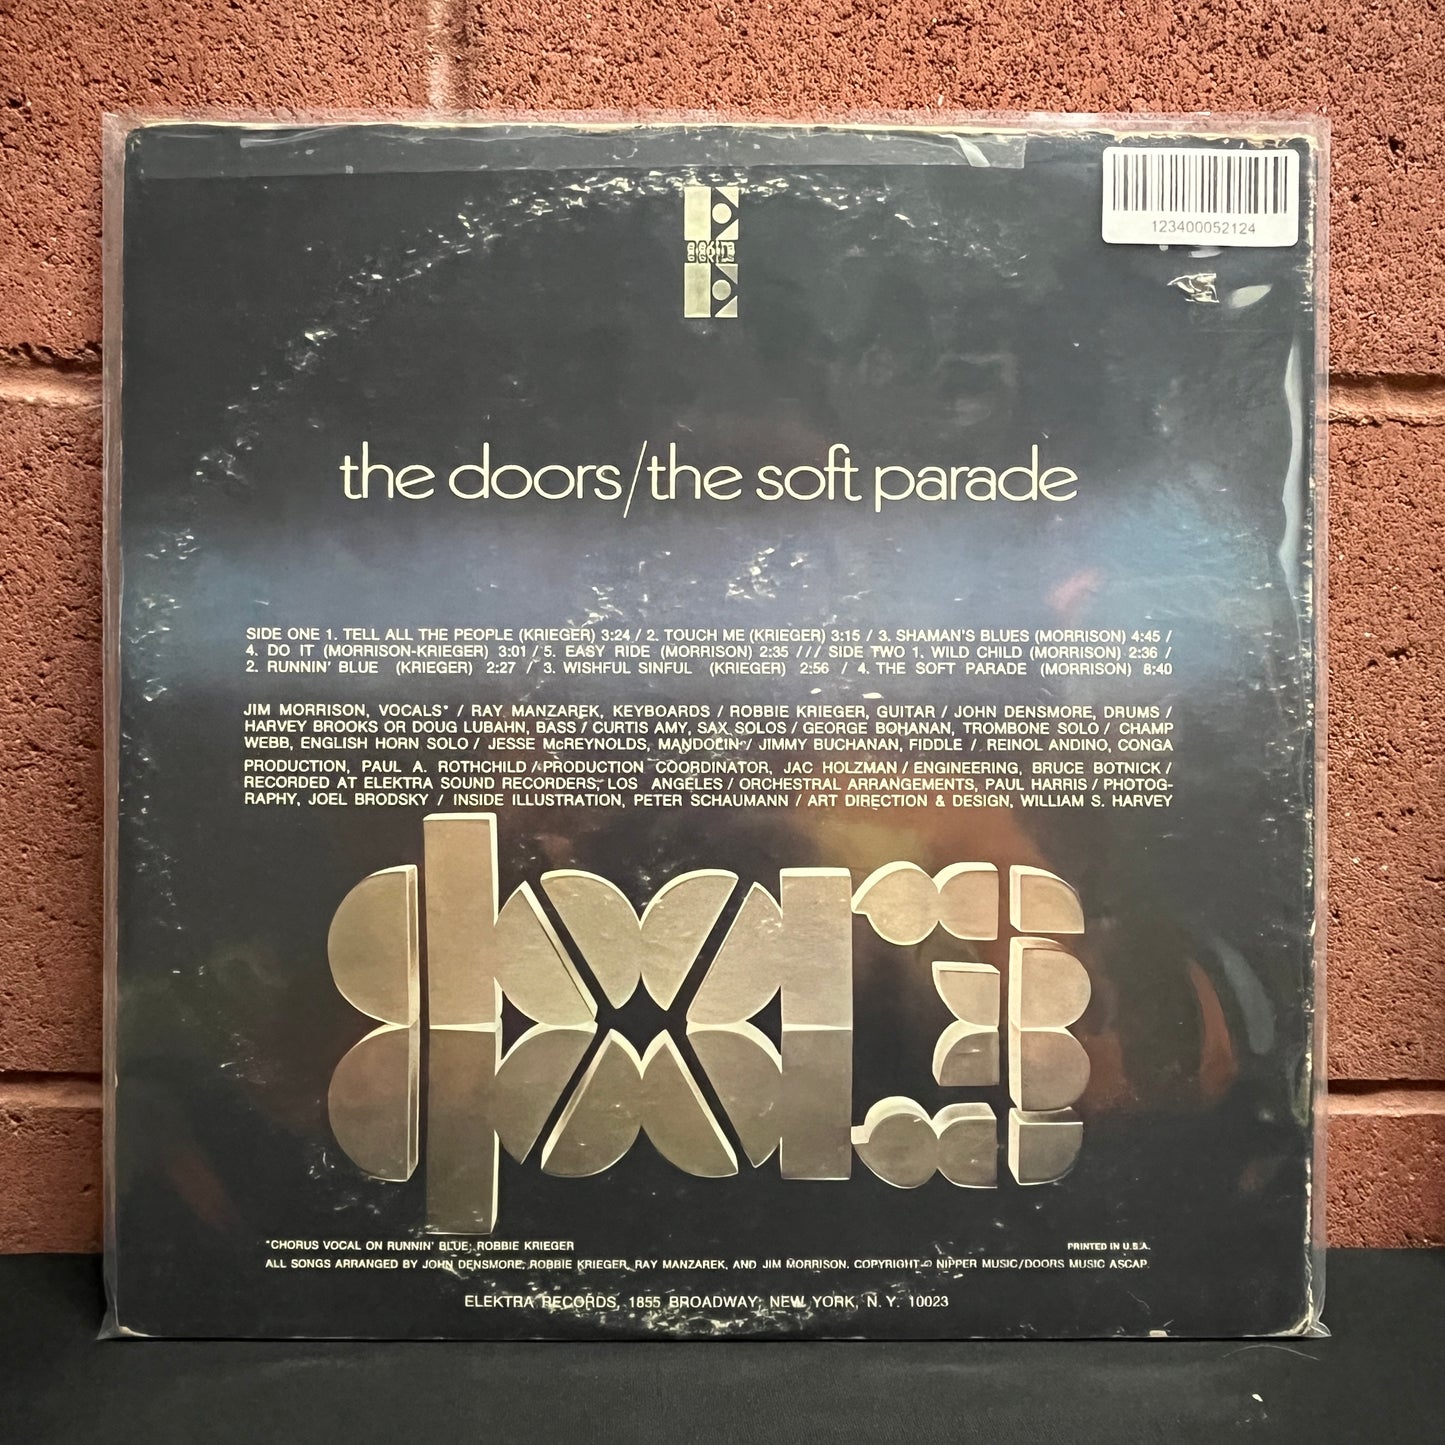 123400052124
the doors/the soft parade
SIDE ONE 1. TELL ALL THE PEOPLE (KRIEGER) 3:24 / 2. TOUCH ME (KRIEGER) 3:15 / 3. SHAMAN'S BLUES (MORRISON) 4:45 /
4. DO IT (MORRISON-KRIEGER) 3:01 / 5. EASY RIDE (MORRISON) 2:35 /// SIDE TWO 1. WILD CHILD (MORRISON) 2:36 /
2. RUNNIN' BLUE (KRIEGER) 2:27 / 3. WISHFUL SINFUL (KRIEGER) 2:56 / 4. THE SOFT PARADE (MORRISON) 8:40
JIM MORRISON, VOCALS* / RAY MANZAREK, KEYBOARDS / ROBBIE KRIEGER, GUITAR / JOHN DENSMORE, DRUMS /
HARVEY BROOKS OR DOUG LUBAHN, BASS / CURTIS AMY, SAX SOLOS / GEORGE BOHANAN, TROMBONE SOLO / CHAMP
WEBB, ENGLISH HORN SOLO / JESSE McREYNOLDS, MANDOLIN / JIMMY BUCHANAN, FIDDLE / REINOL ANDINO, CONGA
PRODUCTION, PAUL A. ROTHCHILD / PRODUCTION COORDINATOR, JAC HOLZMAN / ENGINEERING, BRUCE BOTNICK /
RECORDED AT ELEKTRA SOUND RECORDERS, LOS ANGELES / ORCHESTRAL ARRANGEMENTS, PAUL HARRIS / PHOTOG-
RAPHY, JOEL BRODSKY / INSIDE ILLUSTRATION, PETER SCHAUMANN / ART DIRECTION & DESIGN, WILLIAM S. HARVEY
*CHORUS VOCAL ON RUNNIN' BLUE; ROBBIE KRIEGER
PRINTED IN U.S.A.
ALL SONGS ARRANGED BY JOHN DENSMORE, ROBBIE KRIEGER, RAY MANZAREK, AND JIM MORRISON. COPYRIGHT © NIPPER MUSIC/DOORS MUSIC ASCAP.
ELEKTRA RECORDS, 1855 BROADWAY, NEW YORK, N.Y. 10023